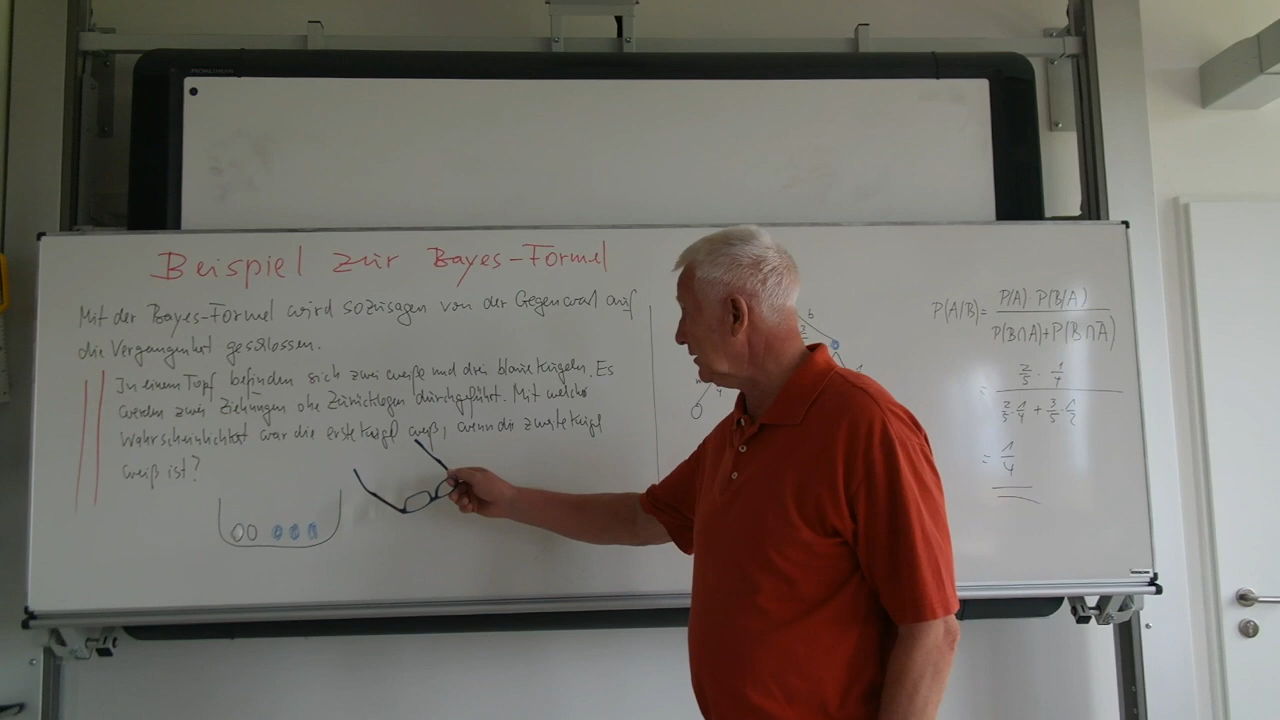 Beispiel zur Bayes-Formel
Mit der Bayes-Formel wird sozusagen von der Gegenwart auf
die Vergangenheit geschlossen.
In einem Topf befinden sich zwei weiße und drei blaue Kugeln. Es
werden zwei Ziehungen ohne Zurücklegen durchgeführt. Mit welcher
Wahrscheinlichkeit war die erste Kugel weiß, wenn die zweite Kugel
weiß ist?
b
P(A/B) = P(A) P(B/A) / P(B∩A)+P(B∩A̅)
= 2/5 · 1/4 / 2/5 · 1/4 + 3/5 · 1/2
= 1/4